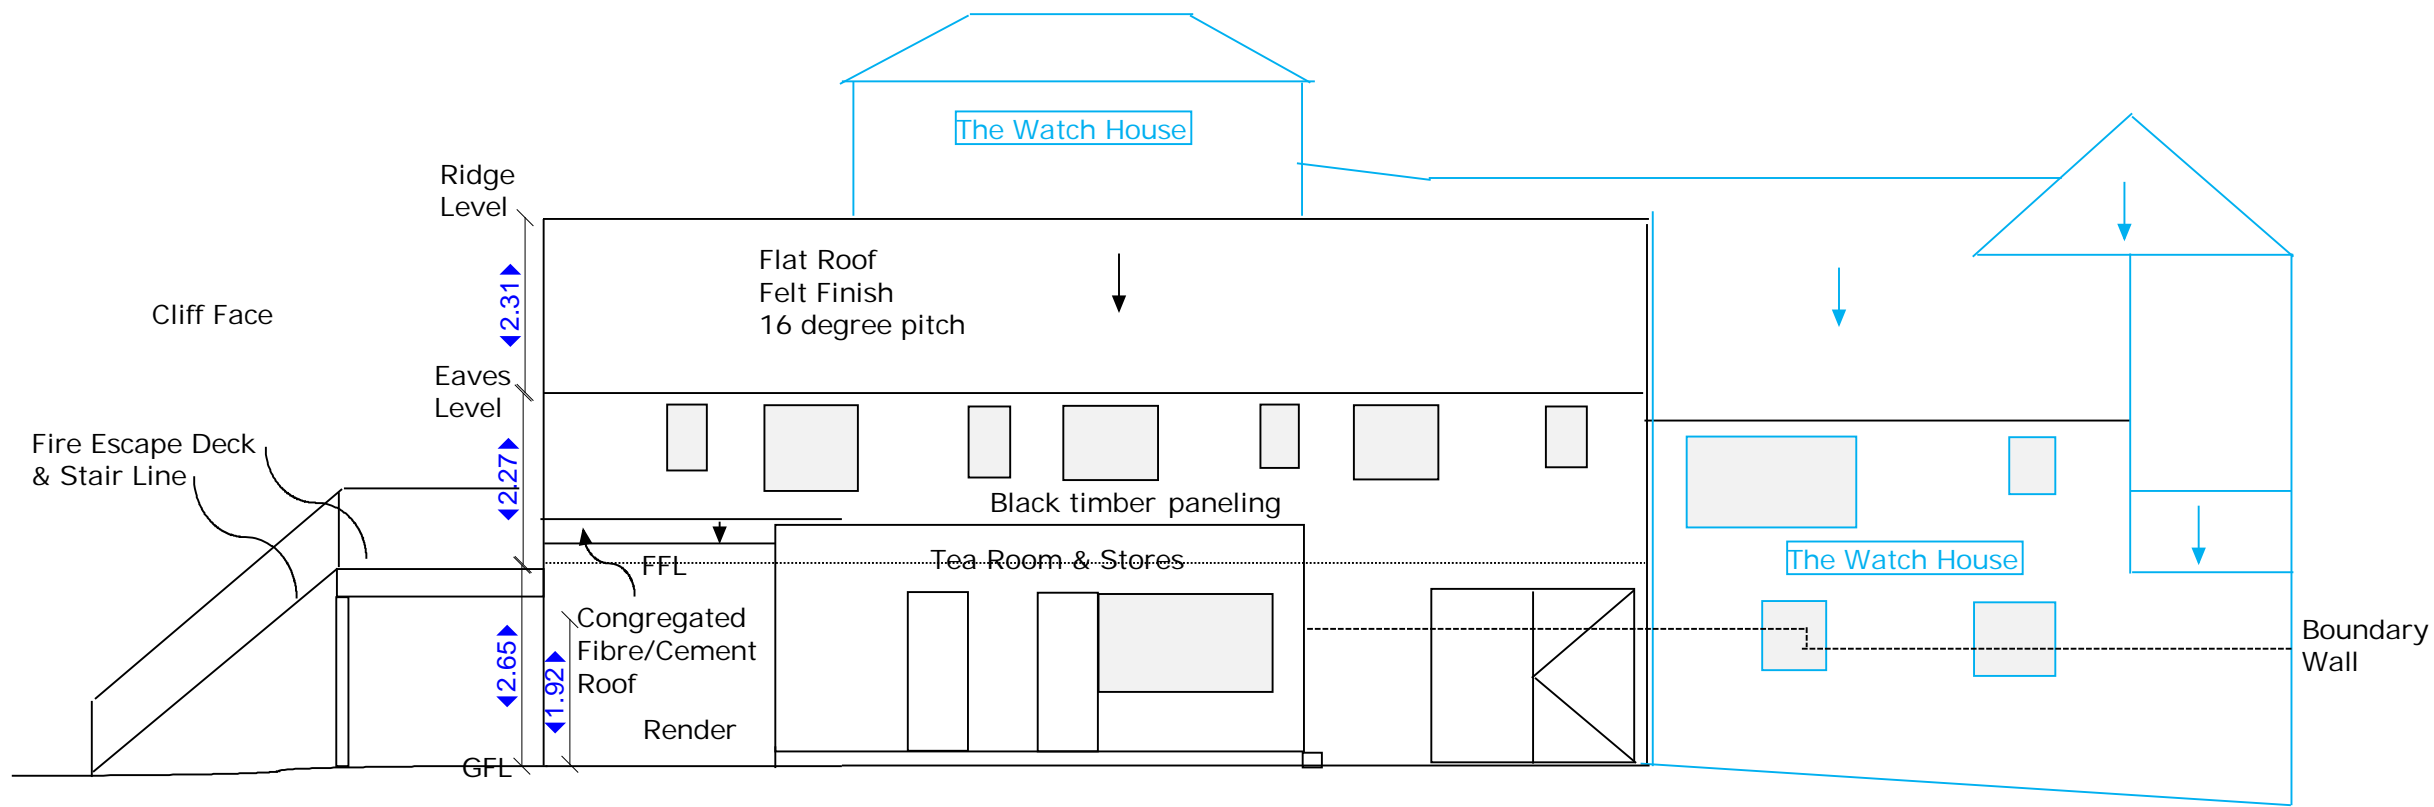 The Watch House
Ridge
Level
Flat Roof
Felt Finish
16 degree pitch
2.31
Cliff Face
Eaves
Level
Fire Escape Deck
& Stair Line
2.27
Black timber paneling
FFL
Tea Room & Stores
The Watch House
Congregated
Fibre/Cement
Roof
2.65
1.92
Boundary
Wall
Render
GFL